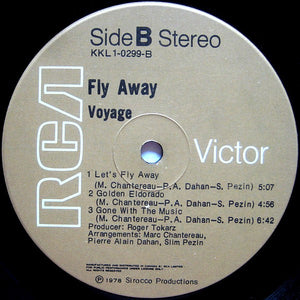 Side B Stereo
KKL1-0299-B
Fly Away
Voyage
RCA
Victor
1 Let's Fly Away
(M. Chantereau-P.A. Dahan-S. Pezin) 5:07
2 Golden Eldorado
(M. Chantereau-P.A. Dahan-S. Pezin) 4:56
3 Gone With The Music
(M. Chantereau-P.A. Dahan-S. Pezin) 6:42
Producer: Roger Tokarz
Arrangements: Marc Chantereau,
Pierre Alain Dahan, Slim Pezin
℗ 1978 Sirocco Productions